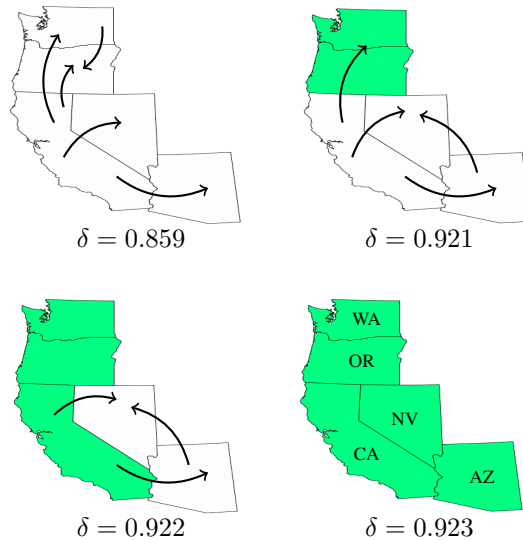 δ = 0.859
δ = 0.921
WA
OR
NV
CA
AZ
δ = 0.922
δ = 0.923